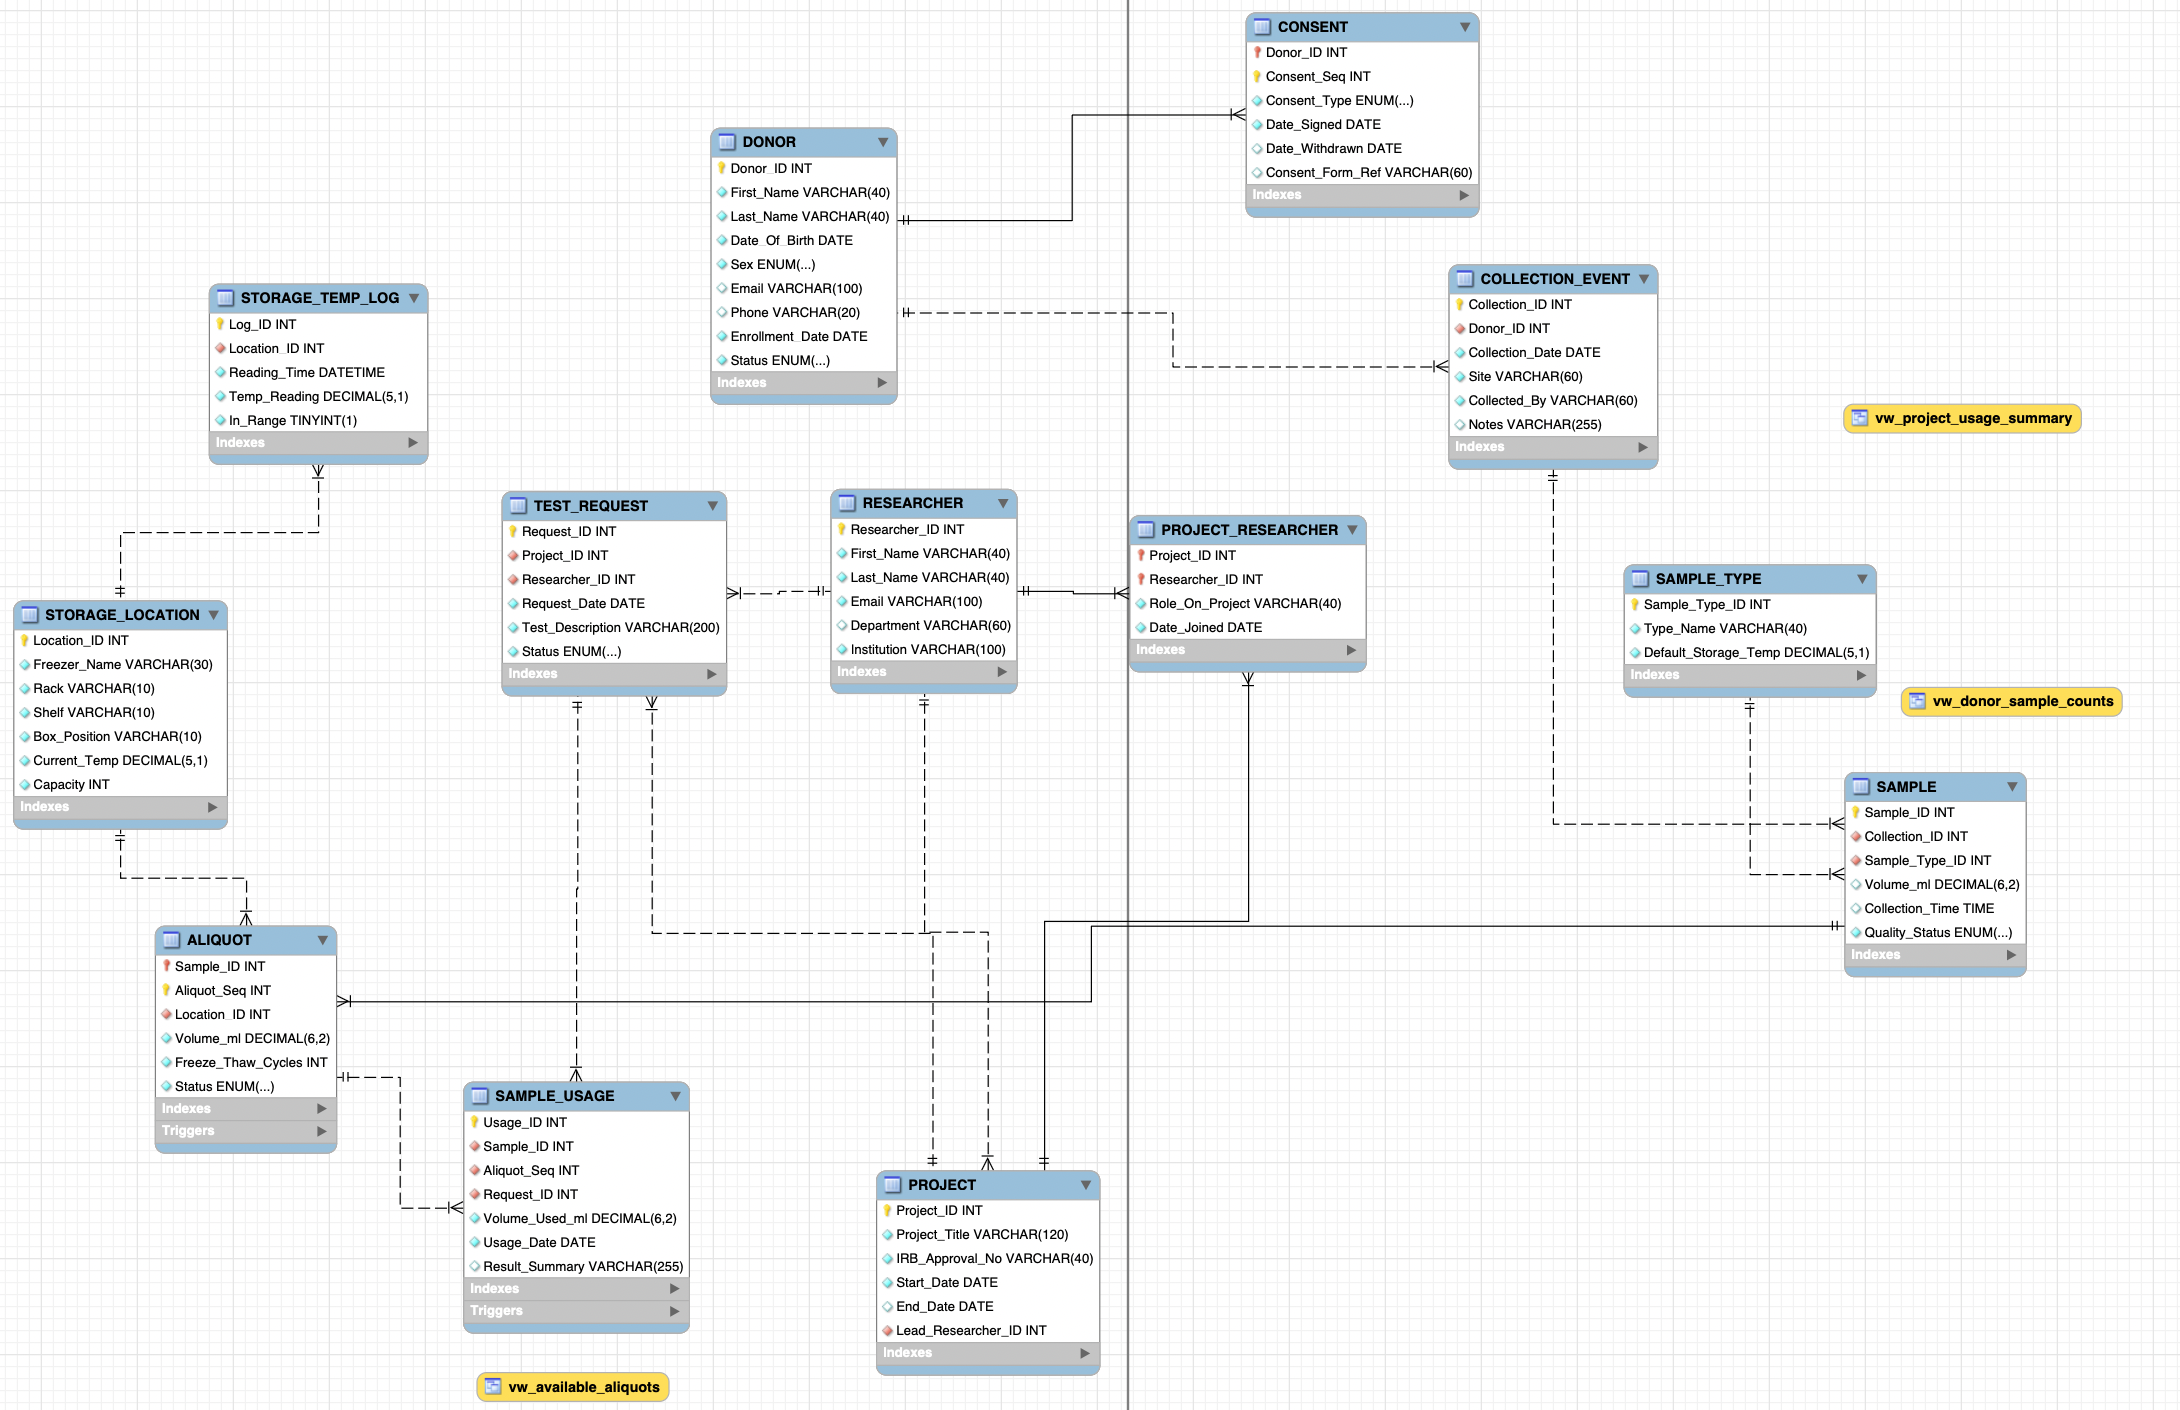 CONSENT
Donor_ID INT
Consent_Seq INT
Consent_Type ENUM(...)
Date_Signed DATE
Date_Withdrawn DATE
Consent_Form_Ref VARCHAR(60)
Indexes
DONOR
Donor_ID INT
First_Name VARCHAR(40)
Last_Name VARCHAR(40)
Date_Of_Birth DATE
Sex ENUM(...)
Email VARCHAR(100)
Phone VARCHAR(20)
Enrollment_Date DATE
Status ENUM(...)
Indexes
COLLECTION_EVENT
Collection_ID INT
Donor_ID INT
Collection_Date DATE
Site VARCHAR(60)
Collected_By VARCHAR(60)
Notes VARCHAR(255)
Indexes
STORAGE_TEMP_LOG
Log_ID INT
Location_ID INT
Reading_Time DATETIME
Temp_Reading DECIMAL(5,1)
In_Range TINYINT(1)
Indexes
vw_project_usage_summary
TEST_REQUEST
Request_ID INT
Project_ID INT
Researcher_ID INT
Request_Date DATE
Test_Description VARCHAR(200)
Status ENUM(...)
Indexes
RESEARCHER
Researcher_ID INT
First_Name VARCHAR(40)
Last_Name VARCHAR(40)
Email VARCHAR(100)
Department VARCHAR(60)
Institution VARCHAR(100)
Indexes
PROJECT_RESEARCHER
Project_ID INT
Researcher_ID INT
Role_On_Project VARCHAR(40)
Date_Joined DATE
Indexes
SAMPLE_TYPE
Sample_Type_ID INT
Type_Name VARCHAR(40)
Default_Storage_Temp DECIMAL(5,1)
Indexes
STORAGE_LOCATION
Location_ID INT
Freezer_Name VARCHAR(30)
Rack VARCHAR(10)
Shelf VARCHAR(10)
Box_Position VARCHAR(10)
Current_Temp DECIMAL(5,1)
Capacity INT
Indexes
vw_donor_sample_counts
SAMPLE
Sample_ID INT
Collection_ID INT
Sample_Type_ID INT
Volume_ml DECIMAL(6,2)
Collection_Time TIME
Quality_Status ENUM(...)
Indexes
ALIQUOT
Sample_ID INT
Aliquot_Seq INT
Location_ID INT
Volume_ml DECIMAL(6,2)
Freeze_Thaw_Cycles INT
Status ENUM(...)
Indexes
Triggers
SAMPLE_USAGE
Usage_ID INT
Sample_ID INT
Aliquot_Seq INT
Request_ID INT
Volume_Used_ml DECIMAL(6,2)
Usage_Date DATE
Result_Summary VARCHAR(255)
Indexes
Triggers
PROJECT
Project_ID INT
Project_Title VARCHAR(120)
IRB_Approval_No VARCHAR(40)
Start_Date DATE
End_Date DATE
Lead_Researcher_ID INT
Indexes
vw_available_aliquots